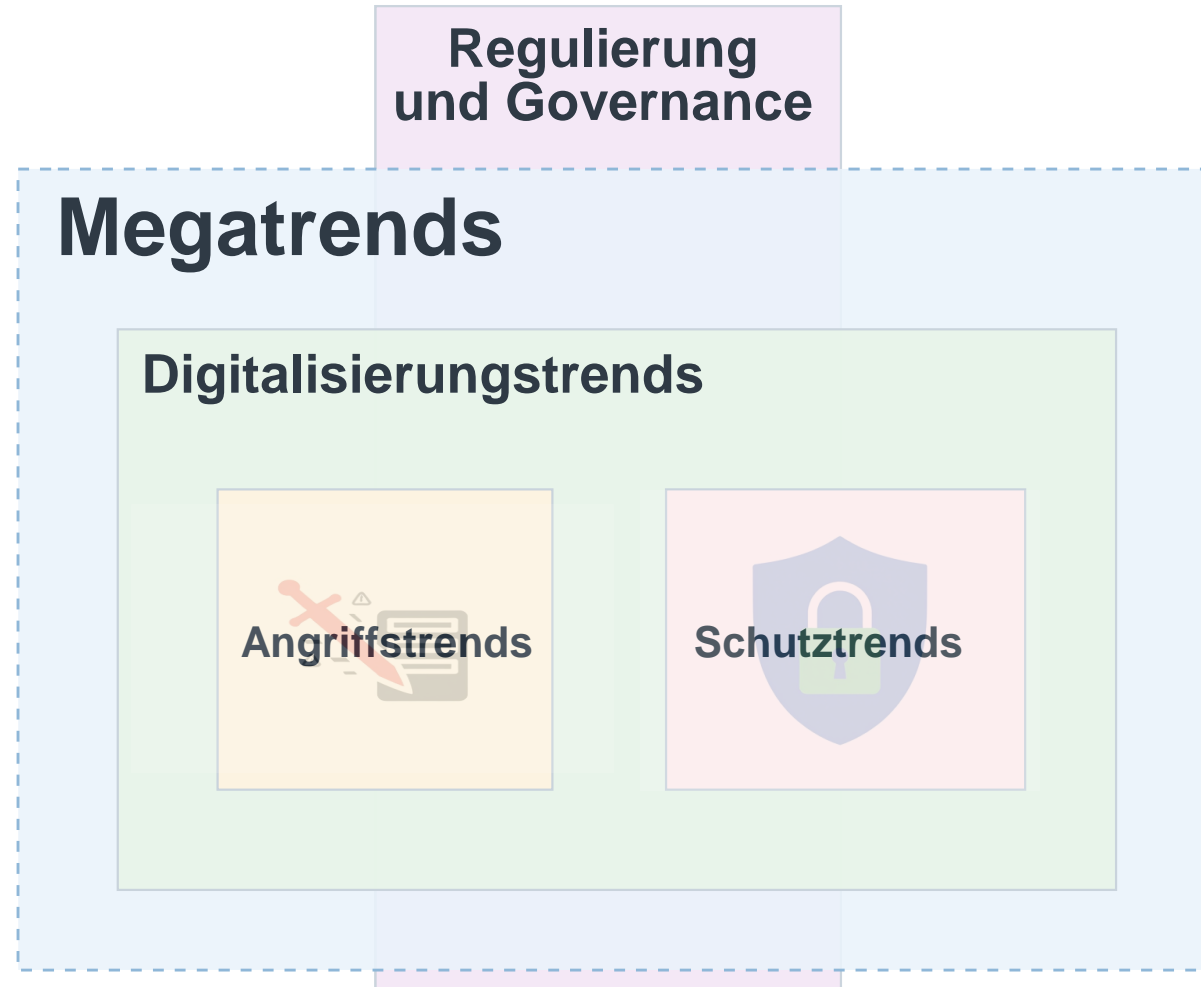 Regulierung
und Governance
Megatrends
Digitalisierungstrends
Angriffstrends
Schutztrends